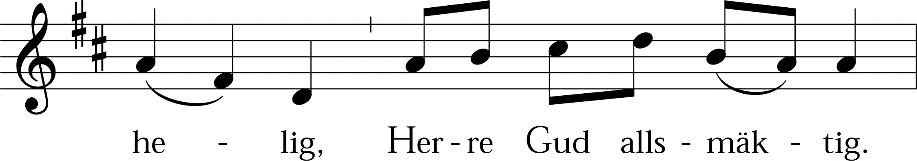 he - lig, Her - re Gud alls - mäk - tig.